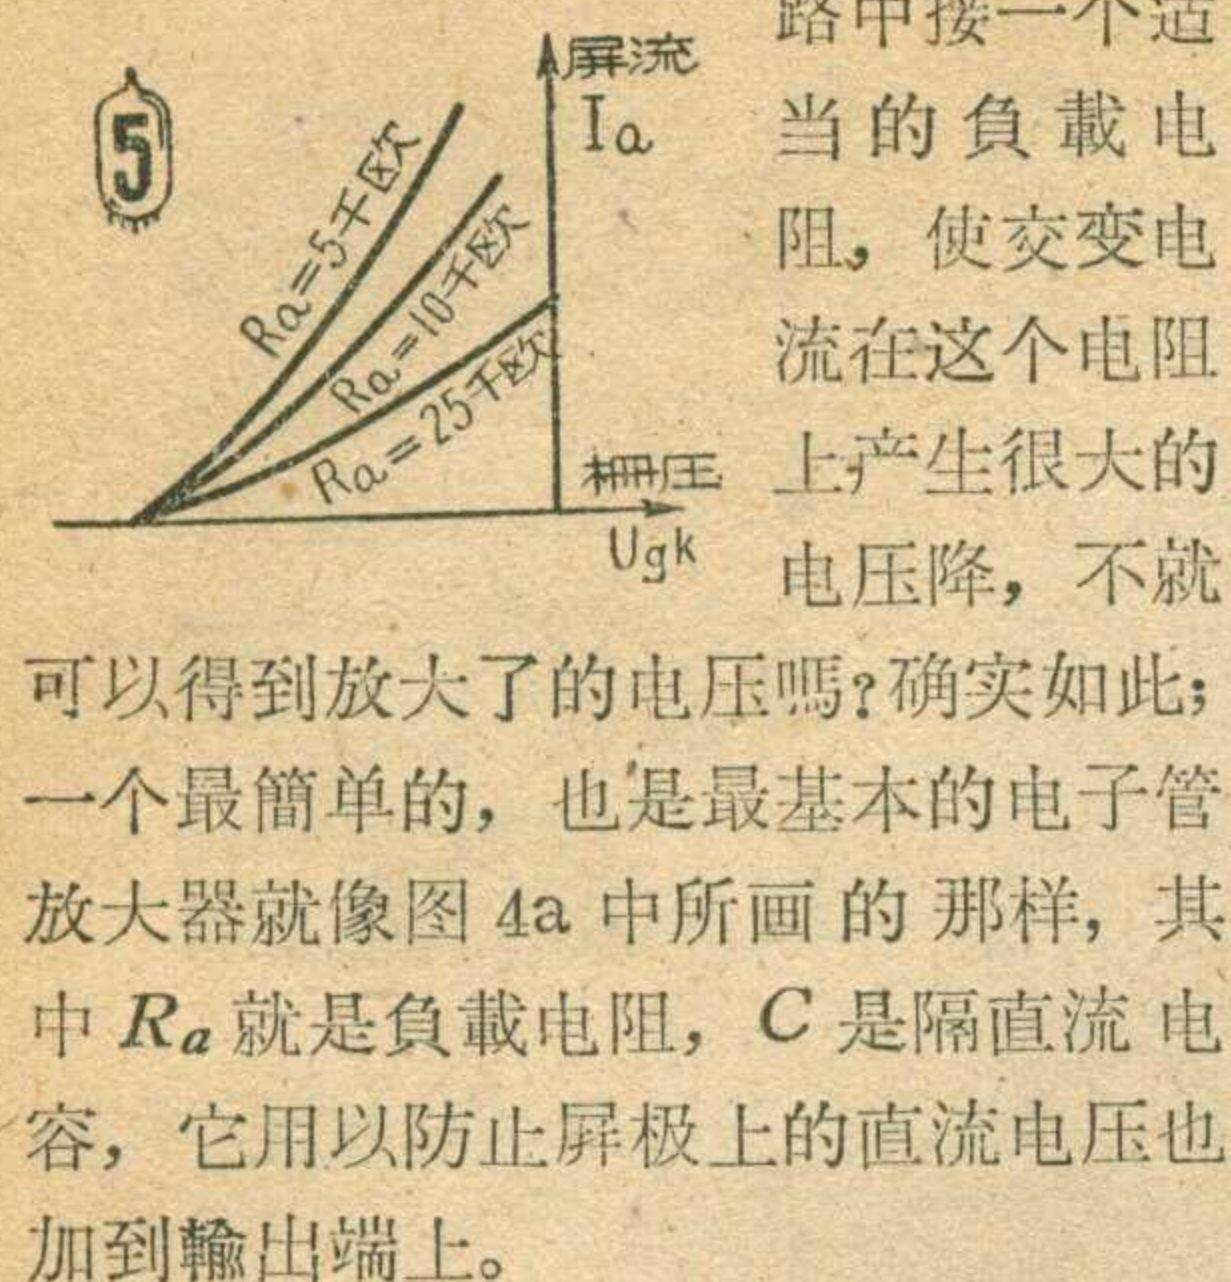 5
屏流
Ia
Ra=5千欧
Ra=10千欧
Ra=25千欧
柵压
Ugk
路中接一个适
当的負載电
阻，使交变电
流在这个电阻
上产生很大的
电压降，不就
可以得到放大了的电压嗎?确实如此；
一个最簡单的，也是最基本的电子管
放大器就像图 4a 中所画的那样，其
中 Ra 就是負載电阻，C 是隔直流电
容，它用以防止屏极上的直流电压也
加到輸出端上。